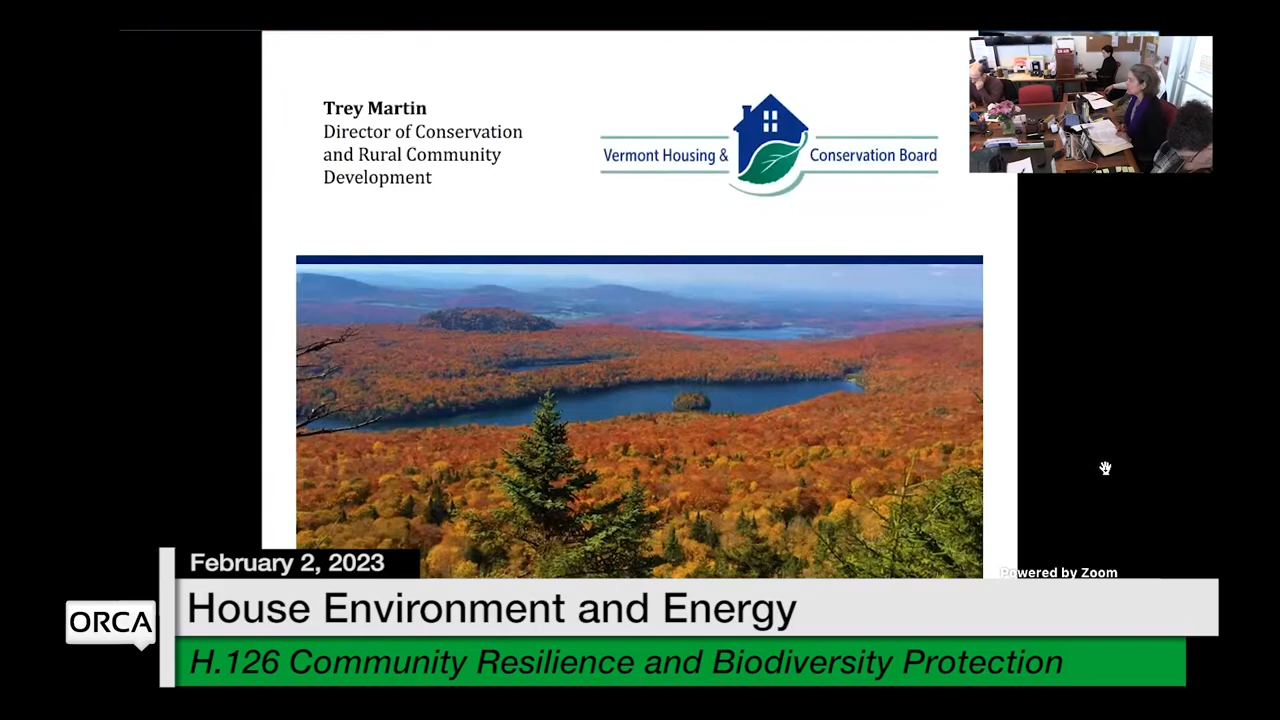 Trey Martin
Director of Conservation
and Rural Community
Development
Vermont Housing & Conservation Board
February 2, 2023
Powered by Zoom
House Environment and Energy
ORCA
H.126 Community Resilience and Biodiversity Protection